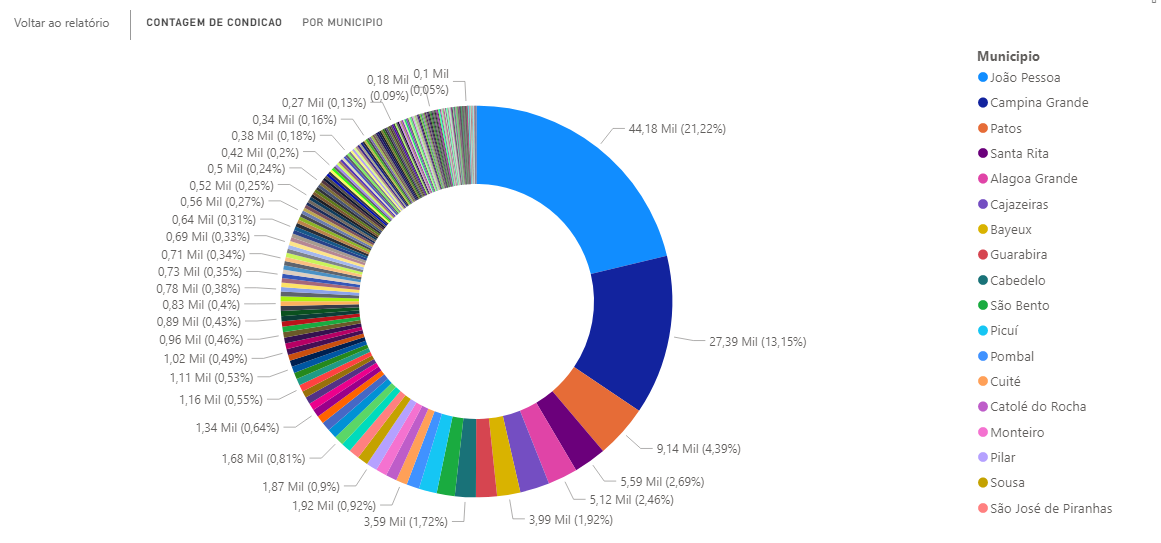 Voltar ao relatório
CONTAGEM DE CONDICAO
POR MUNICIPIO
0,1 Mil
(0,05%)
0,18 Mil
(0,09%)
0,27 Mil (0,13%)
0,34 Mil (0,16%)
0,38 Mil (0,18%)
0,42 Mil (0,2%)
0,5 Mil (0,24%)
0,52 Mil (0,25%)
0,56 Mil (0,27%)
0,64 Mil (0,31%)
0,69 Mil (0,33%)
0,71 Mil (0,34%)
0,73 Mil (0,35%)
0,78 Mil (0,38%)
0,83 Mil (0,4%)
0,89 Mil (0,43%)
0,96 Mil (0,46%)
1,02 Mil (0,49%)
1,11 Mil (0,53%)
1,16 Mil (0,55%)
1,34 Mil (0,64%)
1,68 Mil (0,81%)
1,87 Mil (0,9%)
1,92 Mil (0,92%)
3,59 Mil (1,72%)
44,18 Mil (21,22%)
27,39 Mil (13,15%)
9,14 Mil (4,39%)
5,59 Mil (2,69%)
5,12 Mil (2,46%)
3,99 Mil (1,92%)
Municipio
João Pessoa
Campina Grande
Patos
Santa Rita
Alagoa Grande
Cajazeiras
Bayeux
Guarabira
Cabedelo
São Bento
Picuí
Pombal
Cuité
Catolé do Rocha
Monteiro
Pilar
Sousa
São José de Piranhas